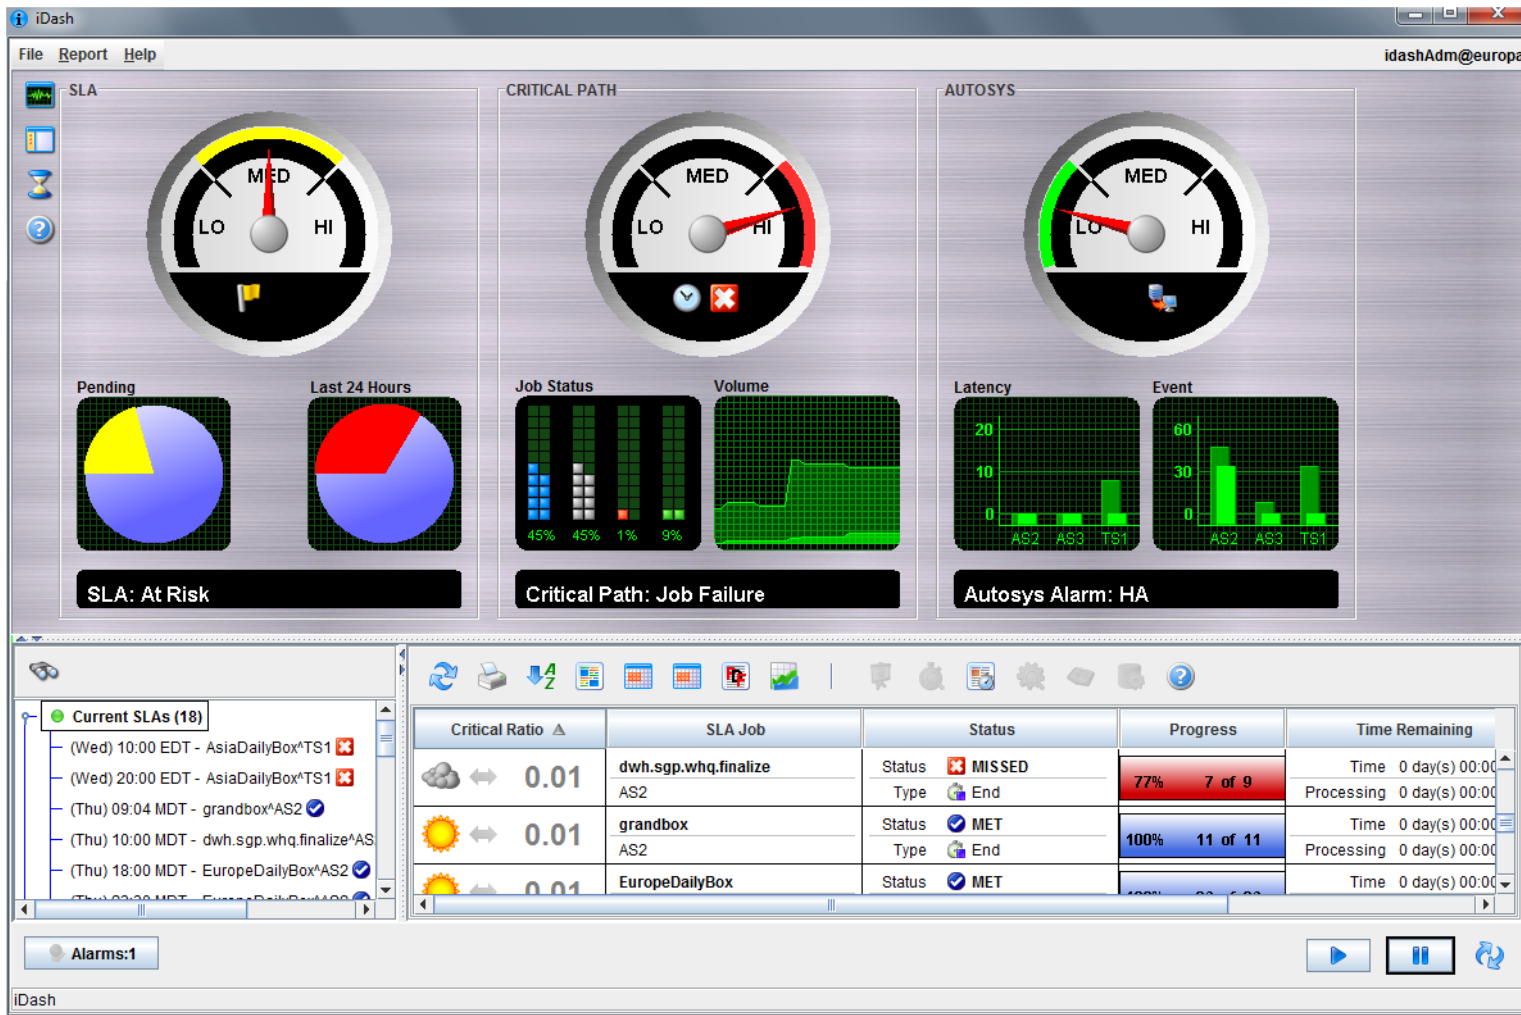 iDash
File Report Help
idashAdm@europa
SLA
CRITICAL PATH
AUTOSYS
LO MED HI
LO MED HI
LO MED HI
Pending
Last 24 Hours
Job Status
Volume
Latency
Event
45% 45% 1% 9%
20
10
0
AS2 AS3 TS1
60
30
0
AS2 AS3 TS1
SLA: At Risk
Critical Path: Job Failure
Autosys Alarm: HA
Current SLAs (18)
(Wed) 10:00 EDT - AsiaDailyBox^TS1
(Wed) 20:00 EDT - AsiaDailyBox^TS1
(Thu) 09:04 MDT - grandbox^AS2
(Thu) 10:00 MDT - dwh.sgp.whq.finalize^AS
(Thu) 18:00 MDT - EuropeDailyBox^AS2
A
Z
PDF
Critical Ratio SLA Job Status Progress Time Remaining
0.01 dwh.sgp.whq.finalize Status MISSED 77% 7 of 9 Time 0 day(s) 00:00
AS2 Type End Processing 0 day(s) 00:00
0.01 grandbox Status MET 100% 11 of 11 Time 0 day(s) 00:00
AS2 Type End Processing 0 day(s) 00:00
0.01 EuropeDailyBox Status MET Time 0 day(s) 00:00
Alarms:1
iDash